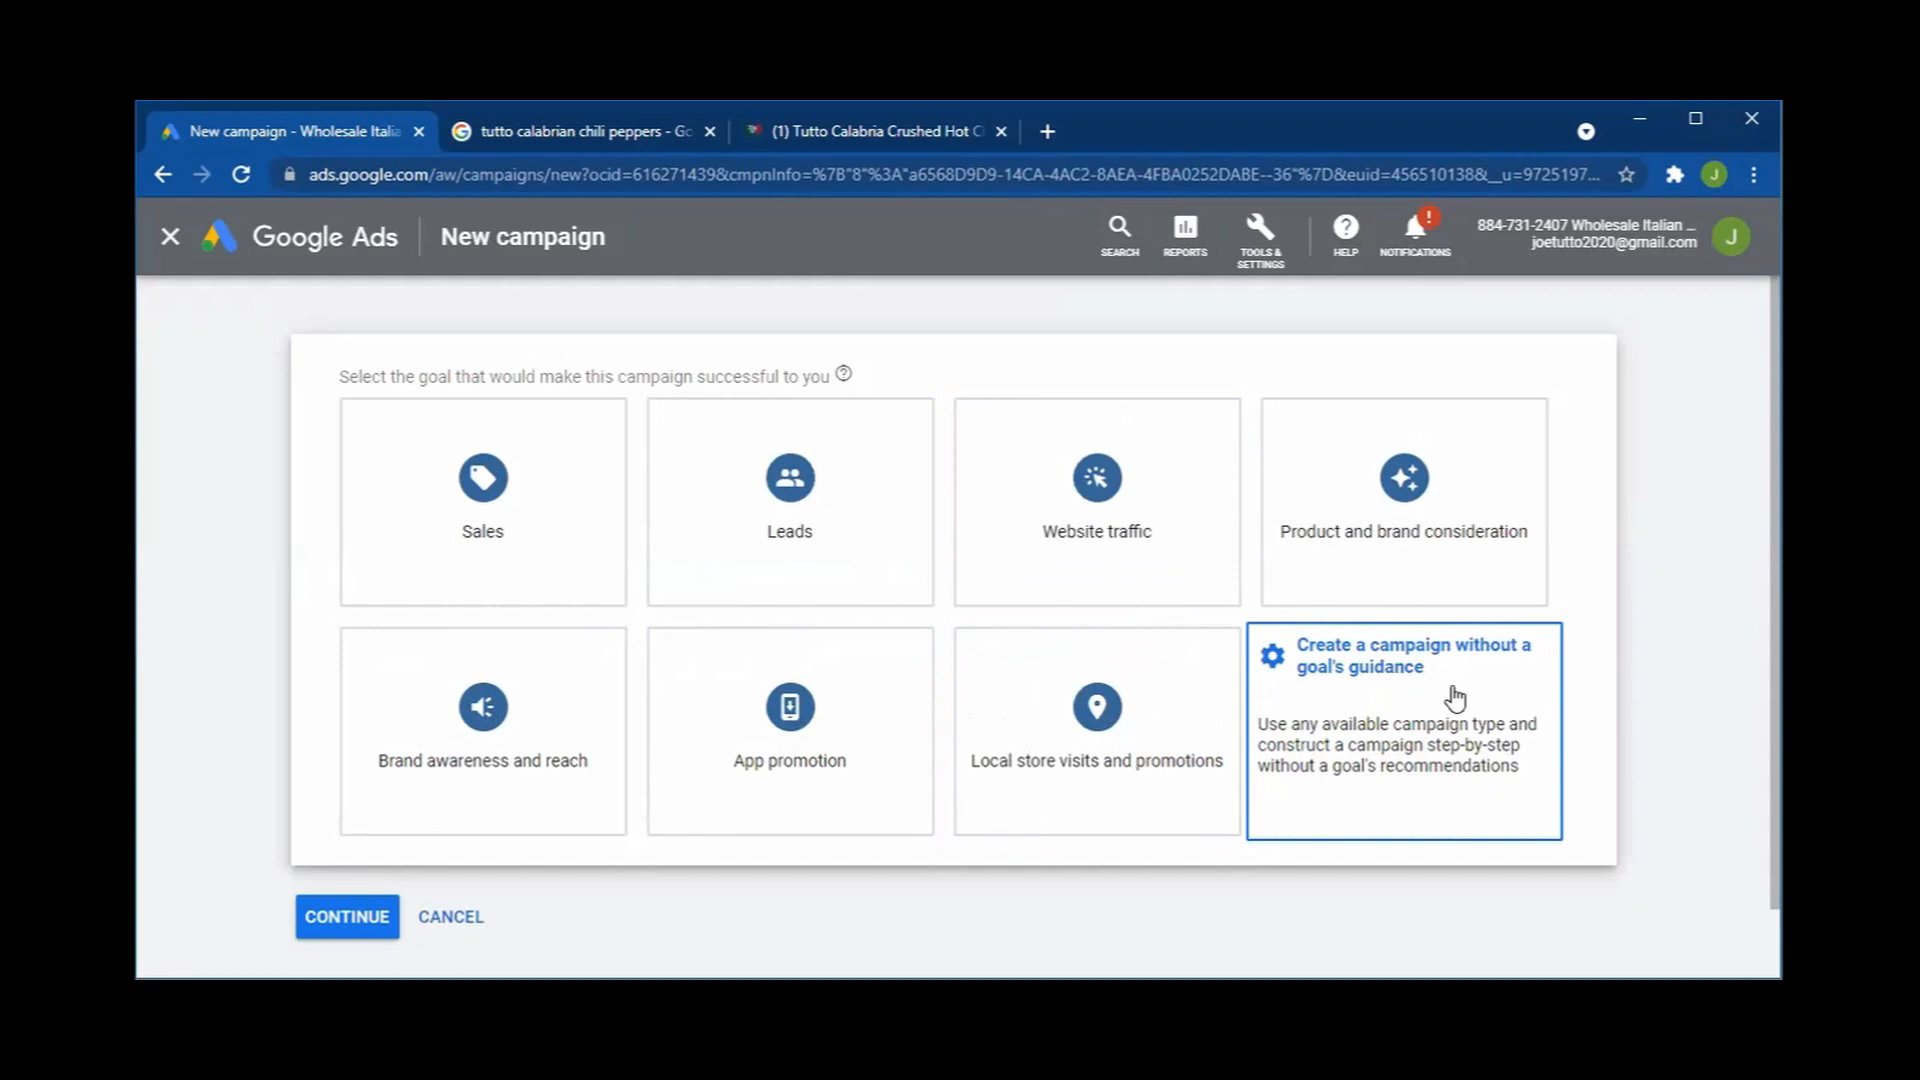 New campaign - Wholesale Italia
tutto calabrian chili peppers - Go
(1) Tutto Calabria Crushed Hot C
ads.google.com/aw/campaigns/new?ocid=616271439&cmpnInfo=%7B"8"%3A"a6568D9D9-14CA-4AC2-8AEA-4FBA0252DABE--36"%7D&euid=456510138&__u=9725197...
J
Google Ads
New campaign
SEARCH
REPORTS
TOOLS &
SETTINGS
HELP
!
NOTIFICATIONS
884-731-2407 Wholesale Italian ...
joetutto2020@gmail.com
J
Select the goal that would make this campaign successful to you
Sales
Leads
Website traffic
Product and brand consideration
Brand awareness and reach
App promotion
Local store visits and promotions
Create a campaign without a
goal's guidance
Use any available campaign type and
construct a campaign step-by-step
without a goal's recommendations
CONTINUE
CANCEL